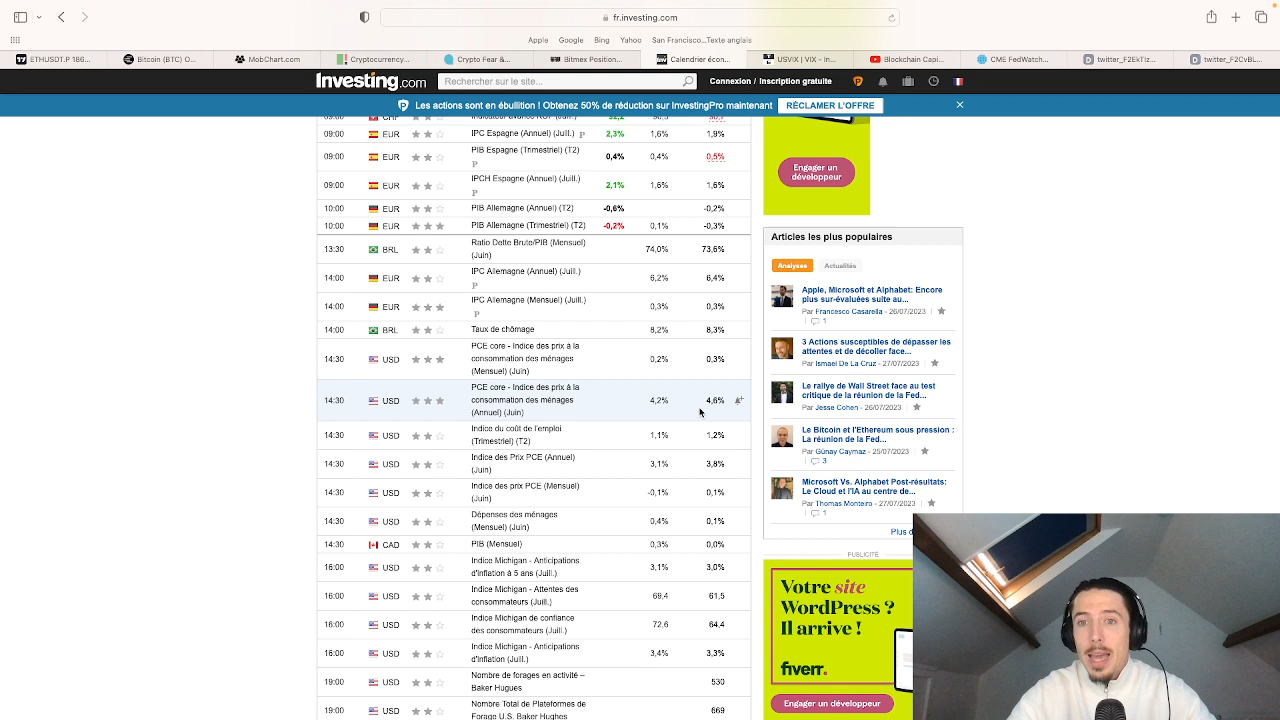 fr.investing.com
Apple Google Bing Yahoo San Francisco...Texte anglais
ETHUSDT.P 186... Bitcoin (BTC) O... MobChart.com Cryptocurrency... Crypto Fear &... Bitmex Position... Calendrier écon... USVIX | VIX – In... Blockchain Capi... CME FedWatch... twitter_F2EkTIz... twitter_F2CvBL...
Investing.com Rechercher sur le site... Connexion / Inscription gratuite
Les actions sont en ébullition ! Obtenez 50% de réduction sur InvestingPro maintenant RÉCLAMER L'OFFRE
09:00 EUR IPC Espagne (Annuel) (Juill.) P 2,3% 1,6% 1,9%
09:00 EUR PIB Espagne (Trimestriel) (T2) P 0,4% 0,4% 0,5%
09:00 EUR IPCH Espagne (Annuel) (Juill.) P 2,1% 1,6% 1,6%
10:00 EUR PIB Allemagne (Annuel) (T2) -0,6% -0,2%
10:00 EUR PIB Allemagne (Trimestriel) (T2) -0,2% 0,1% -0,3%
13:30 BRL Ratio Dette Brute/PIB (Mensuel) (Juin) 74,0% 73,6%
14:00 EUR IPC Allemagne (Annuel) (Juill.) P 6,2% 6,4%
14:00 EUR IPC Allemagne (Mensuel) (Juill.) P 0,3% 0,3%
14:00 BRL Taux de chômage 8,2% 8,3%
14:30 USD PCE core - Indice des prix à la consommation des ménages (Mensuel) (Juin) 0,2% 0,3%
14:30 USD PCE core - Indice des prix à la consommation des ménages (Annuel) (Juin) 4,2% 4,6%
14:30 USD Indice du coût de l'emploi (Trimestriel) (T2) 1,1% 1,2%
14:30 USD Indice des Prix PCE (Annuel) (Juin) 3,1% 3,8%
14:30 USD Indice des prix PCE (Mensuel) (Juin) -0,1% 0,1%
14:30 USD Dépenses des ménages (Mensuel) (Juin) 0,4% 0,1%
14:30 CAD PIB (Mensuel) 0,3% 0,0%
16:00 USD Indice Michigan - Anticipations d'inflation à 5 ans (Juill.) 3,1% 3,0%
16:00 USD Indice Michigan - Attentes des consommateurs (Juill.) 69,4 61,5
16:00 USD Indice Michigan de confiance des consommateurs (Juill.) 72,6 64,4
16:00 USD Indice Michigan - Anticipations d'inflation (Juill.) 3,4% 3,3%
19:00 USD Nombre de forages en activité – Baker Hugues 530
19:00 USD Nombre Total de Plateformes de Forage U.S. Baker Hughes 669
Engager un
développeur
Articles les plus populaires
Analyses Actualités
Apple, Microsoft et Alphabet: Encore
plus sur-évaluées suite au...
Par Francesco Casarella - 26/07/2023
1
3 Actions susceptibles de dépasser les
attentes et de décoller face...
Par Ismael De La Cruz - 27/07/2023
Le rallye de Wall Street face au test
critique de la réunion de la Fed...
Par Jesse Cohen - 26/07/2023
Le Bitcoin et l'Ethereum sous pression :
La réunion de la Fed...
Par Günay Caymaz - 25/07/2023
3
Microsoft Vs. Alphabet Post-résultats:
Le Cloud et l'IA au centre de...
Par Thomas Monteiro - 27/07/2023
1
Plus
PUBLICITÉ
Votre site
WordPress ?
Il arrive !
fiverr.
Engager un développeur